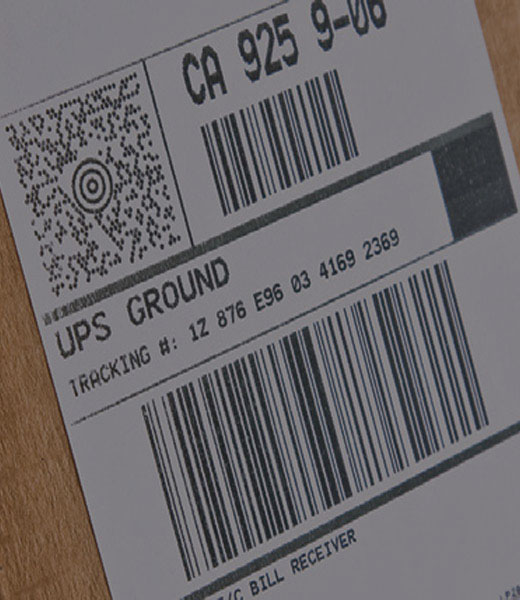 CA 925 9-06
UPS GROUND
TRACKING #: 1Z 876 E96 03 4169 2369
BILL RECEIVER